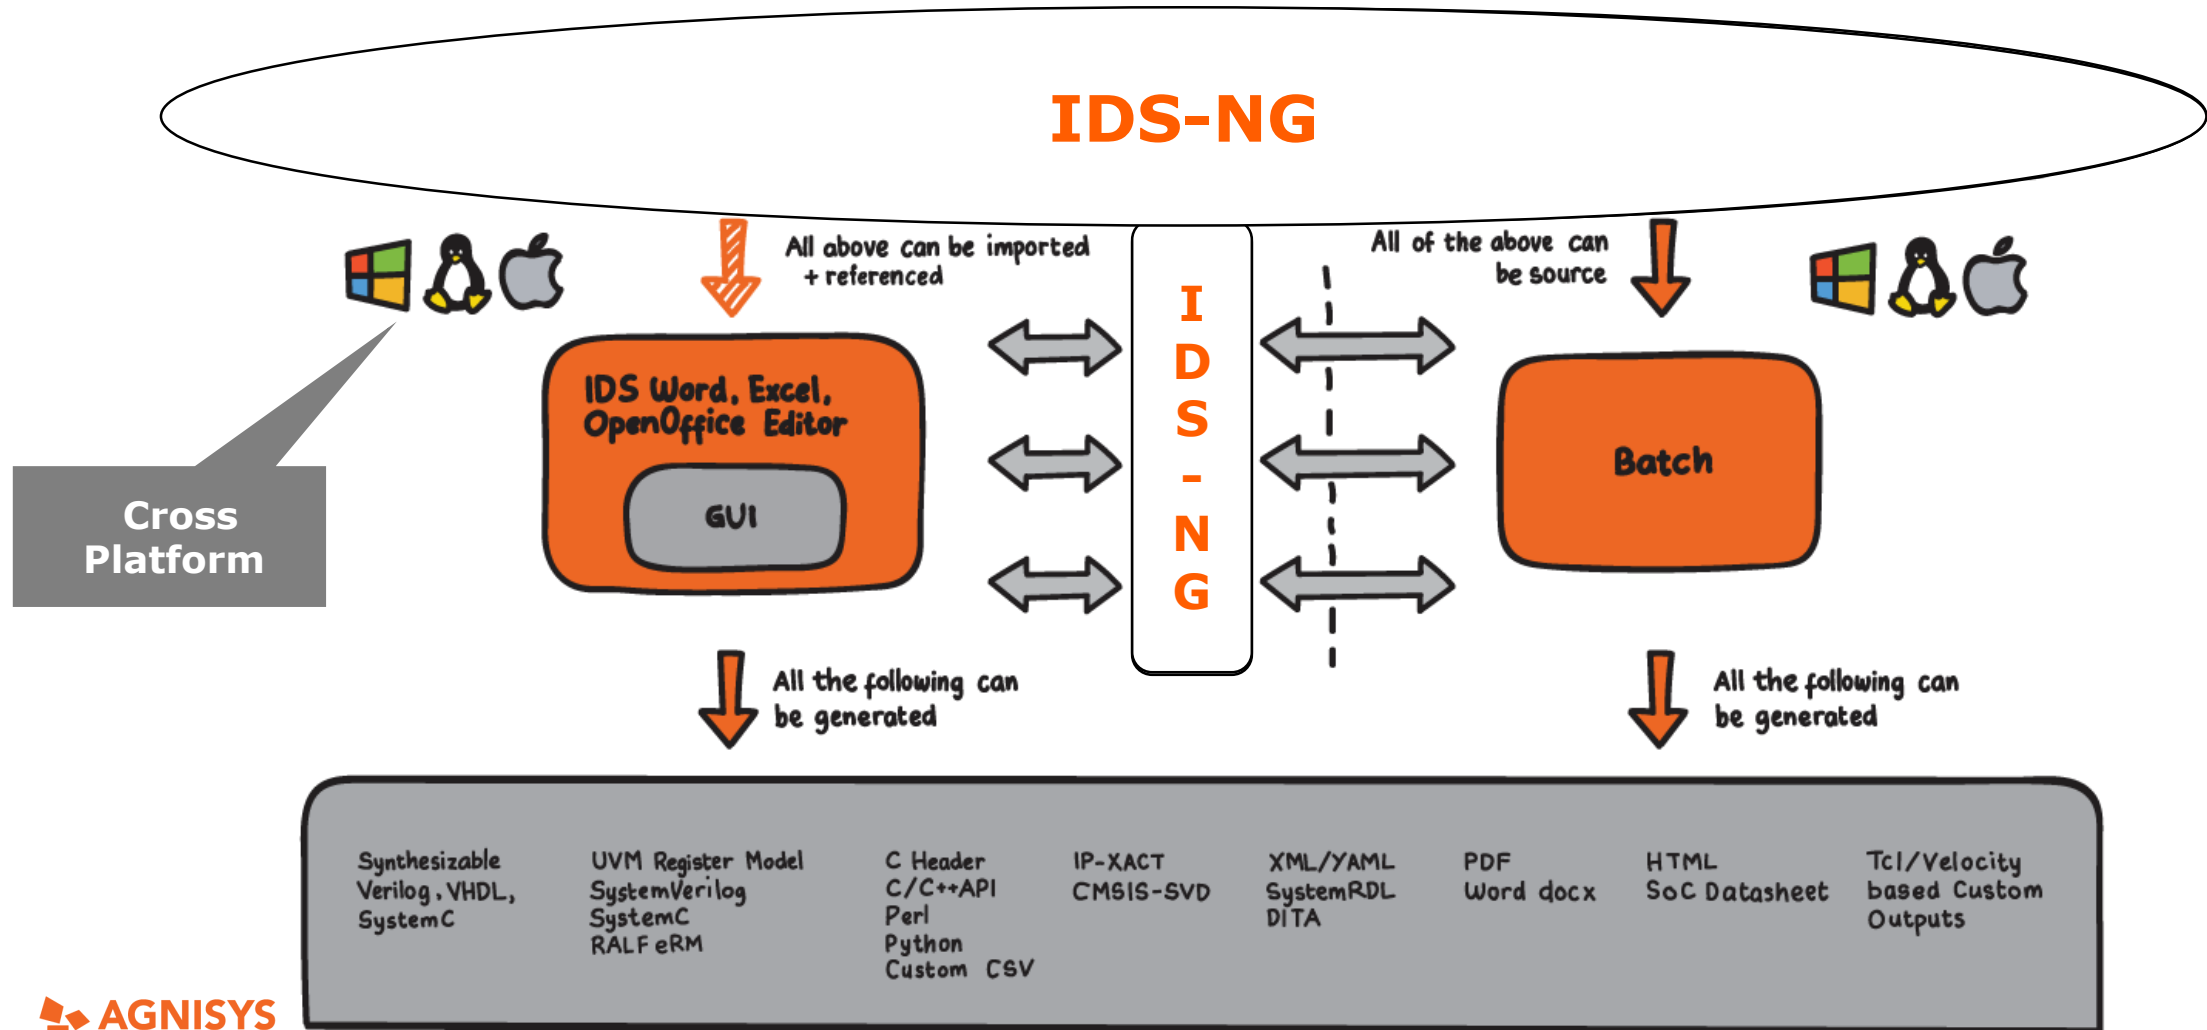 IDS-NG
All above can be imported
+ referenced
All of the above can
be source
I
D
S
-
N
G
IDS Word, Excel,
OpenOffice Editor
GUI
Batch
Cross
Platform
All the following can
be generated
All the following can
be generated
Synthesizable
Verilog, VHDL,
SystemC
UVM Register Model
SystemVerilog
SystemC
RALF eRM
C Header
C/C++API
Perl
Python
Custom CSV
IP-XACT
CMSIS-SVD
XML/YAML
SystemRDL
DITA
PDF
Word docx
HTML
SoC Datasheet
Tcl/Velocity
based Custom
Outputs
AGNISYS